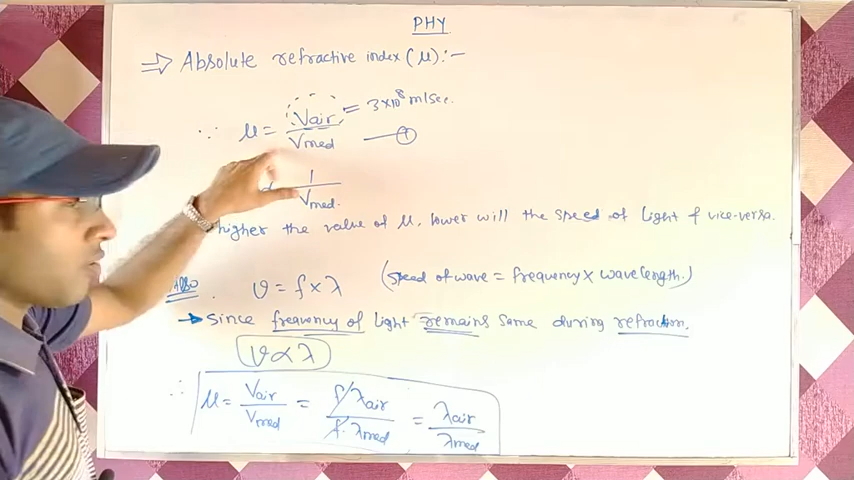 PHY
⇒ Absolute refractive index (μ):-
∵ μ = Vair / Vmed = 3×10⁸ m/sec. —①
1 / Vmed.
higher the value of μ, lower will the speed of light & vice-versa.
Also. v = f × λ (speed of wave = frequency × wavelength.)
→ Since frequency of light remains same during refraction.
v ∝ λ
∴ μ = Vair / Vmed = f·λair / f·λmed = λair / λmed